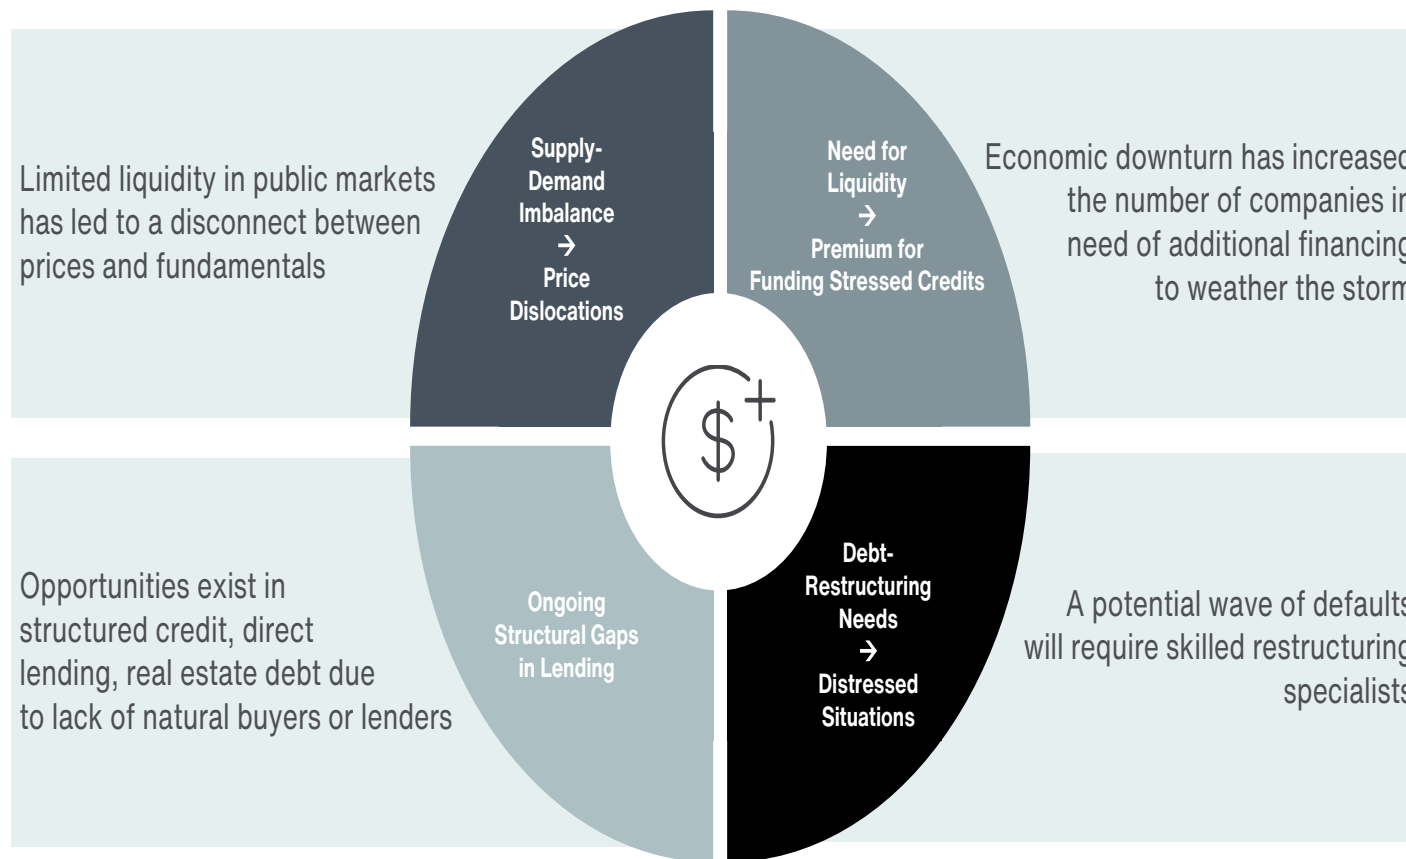 Limited liquidity in public markets
has led to a disconnect between
prices and fundamentals
Supply-
Demand
Imbalance
→
Price
Dislocations
Need for
Liquidity
→
Premium for
Funding Stressed Credits
Economic downturn has increased
the number of companies in
need of additional financing
to weather the storm
Opportunities exist in
structured credit, direct
lending, real estate debt due
to lack of natural buyers or lenders
Ongoing
Structural Gaps
in Lending
$+
Debt-
Restructuring
Needs
→
Distressed
Situations
A potential wave of defaults
will require skilled restructuring
specialists